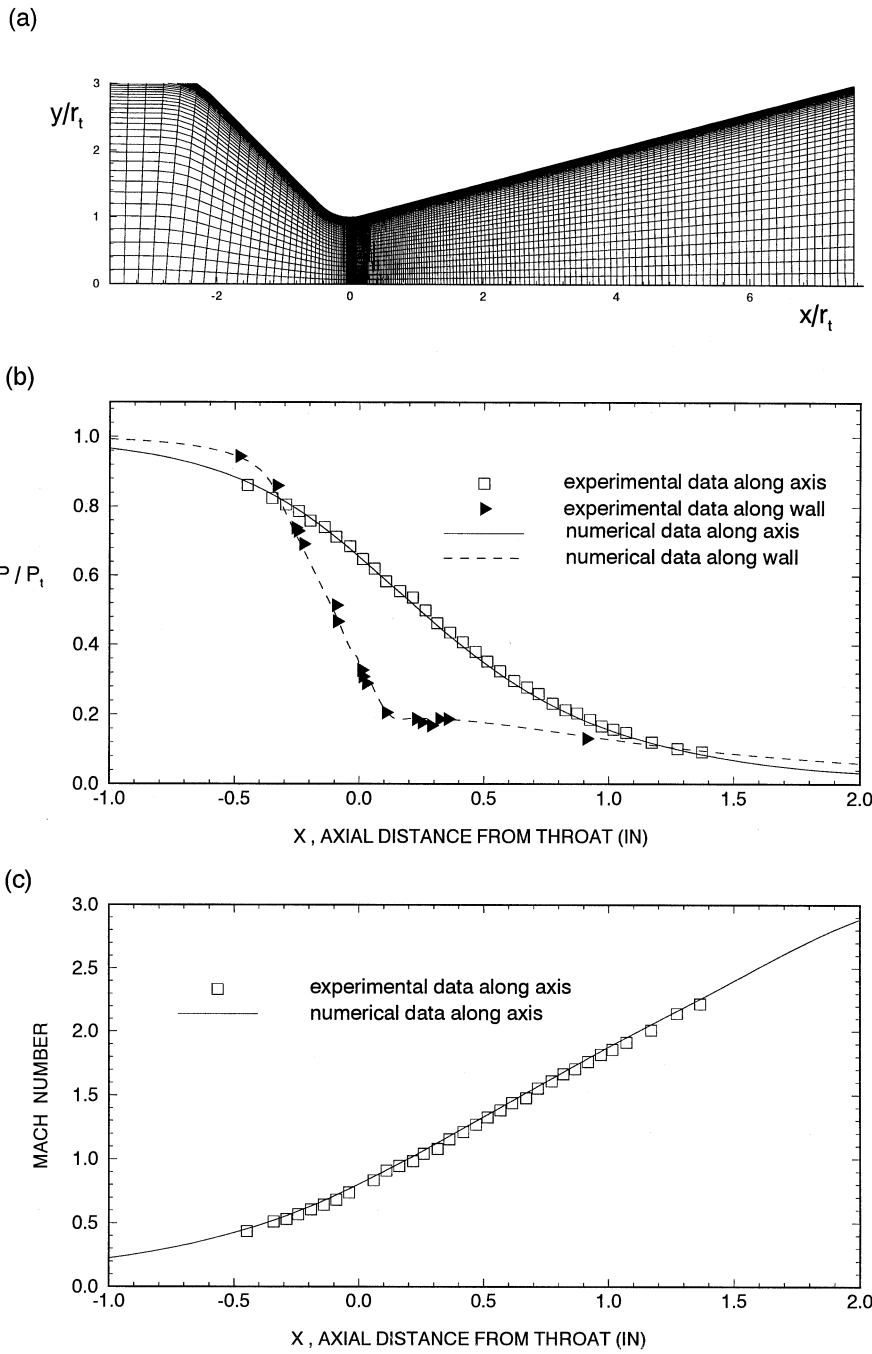 (a)
3
y/rt
2
1
0
-2 0 2 4 6
x/rt
(b)
1.0
0.8
0.6
P / Pt
0.4
0.2
0.0
experimental data along axis
experimental data along wall
numerical data along axis
numerical data along wall
-1.0 -0.5 0.0 0.5 1.0 1.5 2.0
X , AXIAL DISTANCE FROM THROAT (IN)
(c)
3.0
2.5
2.0
1.5
1.0
0.5
0.0
MACH NUMBER
experimental data along axis
numerical data along axis
-1.0 -0.5 0.0 0.5 1.0 1.5 2.0
X , AXIAL DISTANCE FROM THROAT (IN)